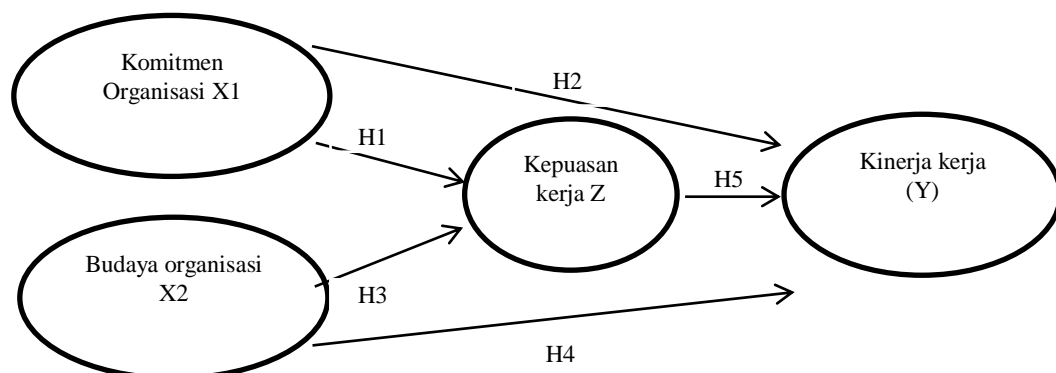 Komitmen
Organisasi X1
H2
H1
Kepuasan
kerja Z
H5
Kinerja kerja
(Y)
Budaya organisasi
X2
H3
H4